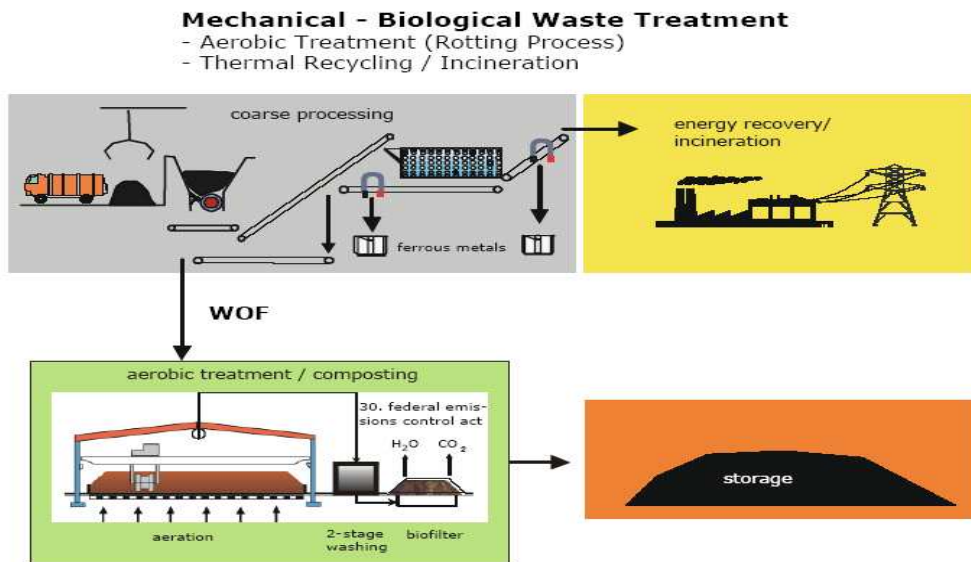 Mechanical - Biological Waste Treatment
- Aerobic Treatment (Rotting Process)
- Thermal Recycling / Incineration
coarse processing
energy recovery/
incineration
ferrous metals
WOF
aerobic treatment / composting
30. federal emis-
sions control act
H₂O CO₂
aeration
2-stage
washing
biofilter
storage